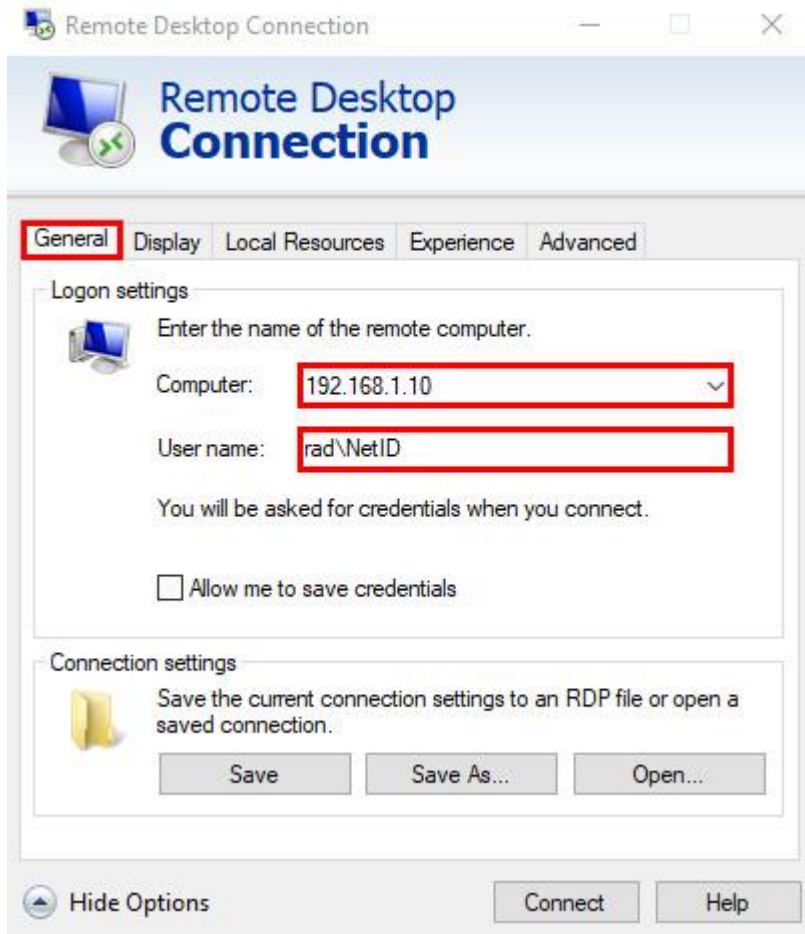 Remote Desktop Connection
Remote Desktop
Connection
General Display Local Resources Experience Advanced
Logon settings
Enter the name of the remote computer.
Computer: 192.168.1.10
User name: rad\NetID
You will be asked for credentials when you connect.
Allow me to save credentials
Connection settings
Save the current connection settings to an RDP file or open a
saved connection.
Save Save As... Open...
Hide Options Connect Help